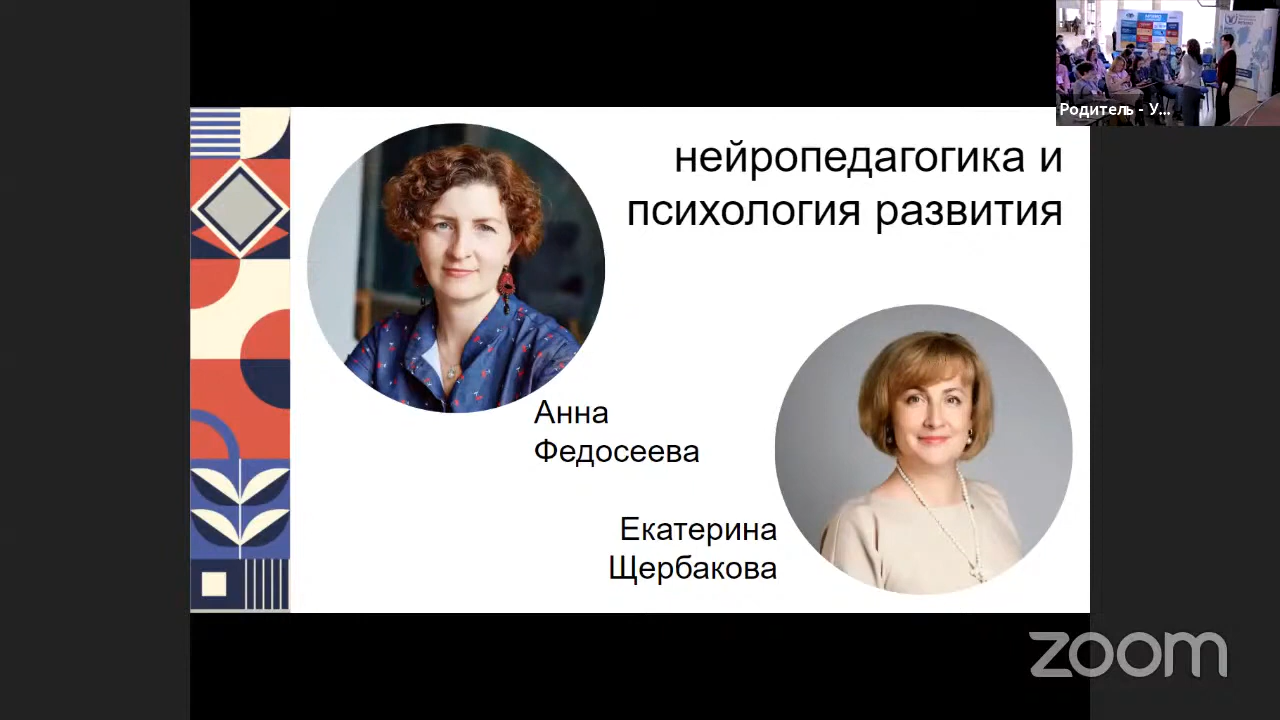 Родитель - У...
нейропедагогика и
психология развития
Анна
Федосеева
Екатерина
Щербакова
zoom